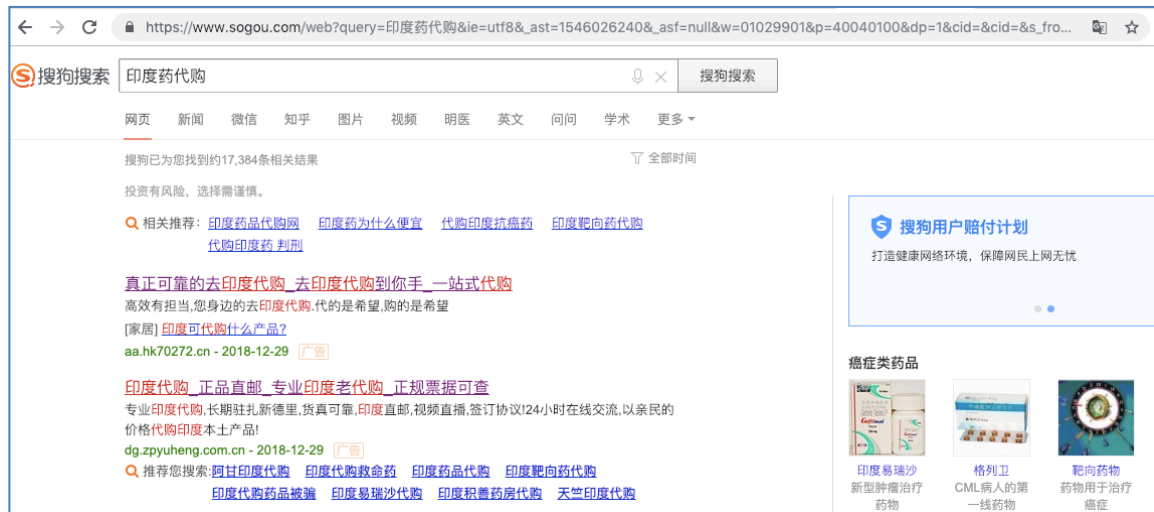 https://www.sogou.com/web?query=印度药代购&ie=utf8&_ast=1546026240&_asf=null&w=01029901&p=40040100&dp=1&cid=&cid=&s_fro...
搜狗搜索
印度药代购
搜狗搜索
网页 新闻 微信 知乎 图片 视频 明医 英文 问问 学术 更多
搜狗已为您找到约17,384条相关结果
全部时间
投资有风险，选择需谨慎。
相关推荐： 印度药品代购网 印度药为什么便宜 代购印度抗癌药 印度靶向药代购
代购印度药 判刑
真正可靠的去印度代购_去印度代购到你手_一站式代购
高效有担当,您身边的去印度代购.代的是希望,购的是希望
[家居] 印度可代购什么产品?
aa.hk70272.cn - 2018-12-29 广告
印度代购_正品直邮_专业印度老代购_正规票据可查
专业印度代购,长期驻扎新德里,货真可靠,印度直邮,视频直播,签订协议!24小时在线交流,以亲民的
价格代购印度本土产品!
dg.zpyuheng.com.cn - 2018-12-29 广告
推荐您搜索:阿甘印度代购 印度代购救命药 印度药品代购 印度靶向药代购
印度代购药品被骗 印度易瑞沙代购 印度积善药房代购 天竺印度代购
搜狗用户赔付计划
打造健康网络环境，保障网民上网无忧
癌症类药品
印度易瑞沙
新型肿瘤治疗
药物
格列卫
CML病人的第
一线药物
靶向药物
药物用于治疗
癌症